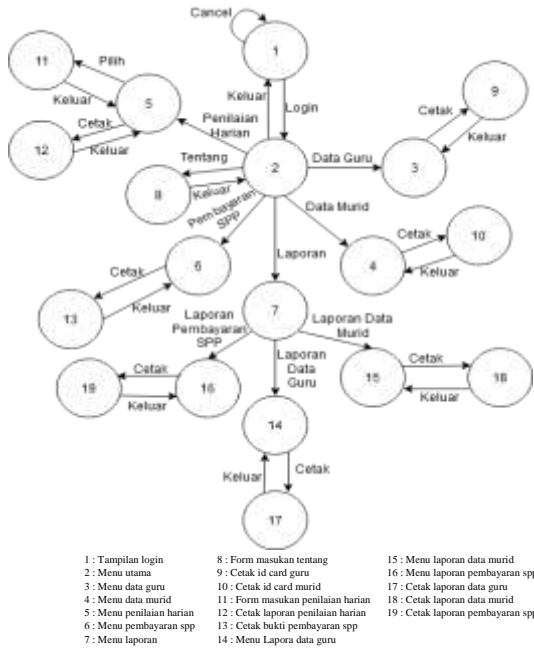 Cancel
1
11
Pilih
Keluar
5
Keluar
Login
9
Cetak
Penilaian
Harian
Cetak
Keluar
12
Keluar
Tentang
2
Data Guru
3
8
Keluar
Pembayaran
SPP
Data Murid
10
Cetak
Laporan
4
Keluar
6
Cetak
Keluar
13
7
Laporan
Pembayaran
SPP
Laporan Data
Murid
Laporan
Data
Guru
Cetak
19
16
Keluar
Cetak
15
18
Keluar
14
Keluar
Cetak
17
1 : Tampilan login
2 : Menu utama
3 : Menu data guru
4 : Menu data murid
5 : Menu penilaian harian
6 : Menu pembayaran spp
7 : Menu laporan
8 : Form masukan tentang
9 : Cetak id card guru
10 : Cetak id card murid
11 : Form masukan penilaian harian
12 : Cetak laporan penilaian harian
13 : Cetak bukti pembayaran spp
14 : Menu Lapora data guru
15 : Menu laporan data murid
16 : Menu laporan pembayaran spp
17 : Cetak laporan data guru
18 : Cetak laporan data murid
19 : Cetak laporan pembayaran spp